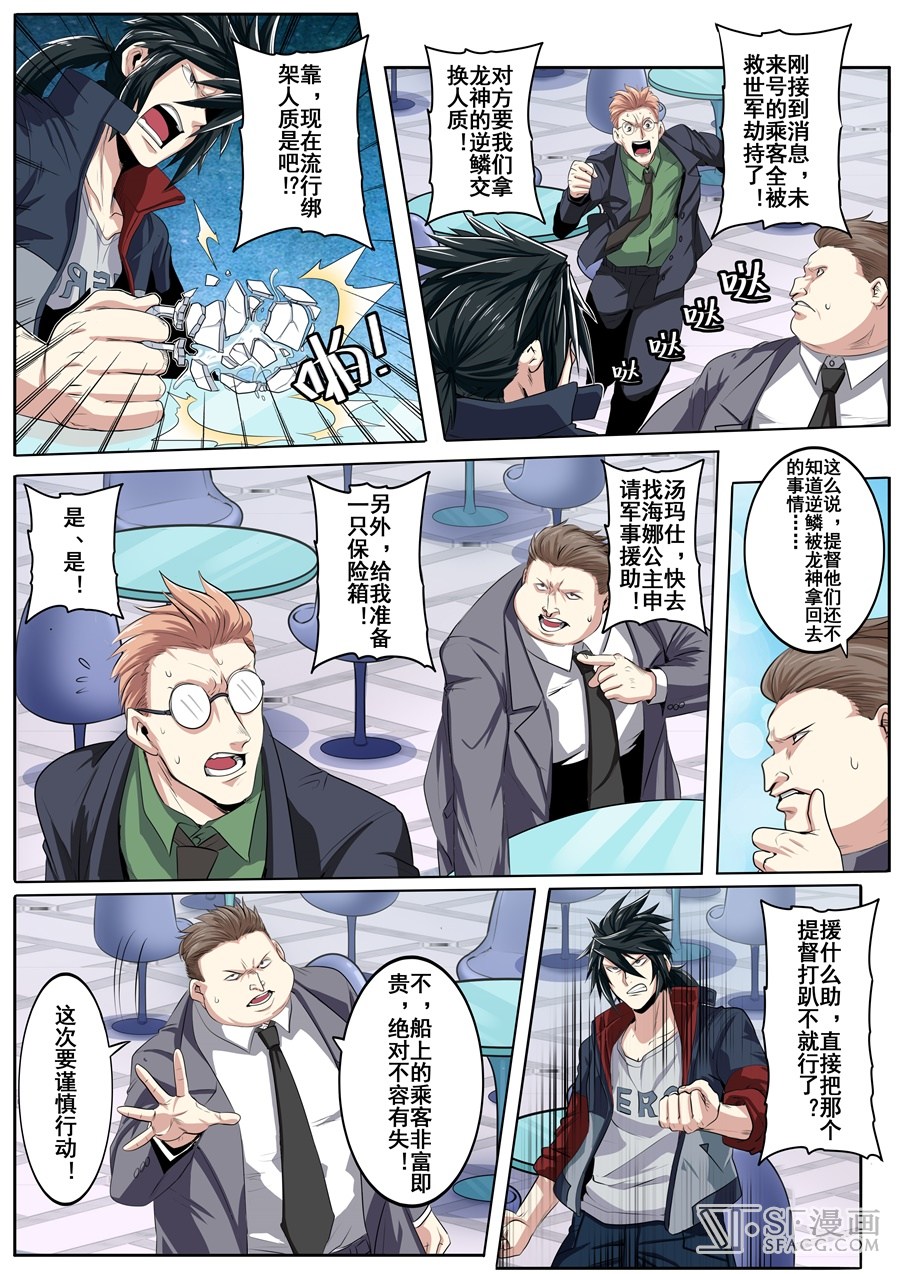 刚接到消息，未
来号的乘客全被
救世军劫持了！
对方要我们拿
龙神的逆鳞交
换人质！
哒
哒
哒
哒
靠，现在流行绑
架人质是吧！？
啪！
这么说，提督他们还不
知道逆鳞被龙神拿回去
的事情……
汤玛仕，快去
找海娜公主申
请军事援助！
另外，给我准备
一只保险箱！
是、是！
援什么助，直接把那个
提督打趴不就行了？
ERO
不，船上的乘客非富即
贵，绝对不容有失！
这次要谨慎行动！
SF漫画
SFACG.COM